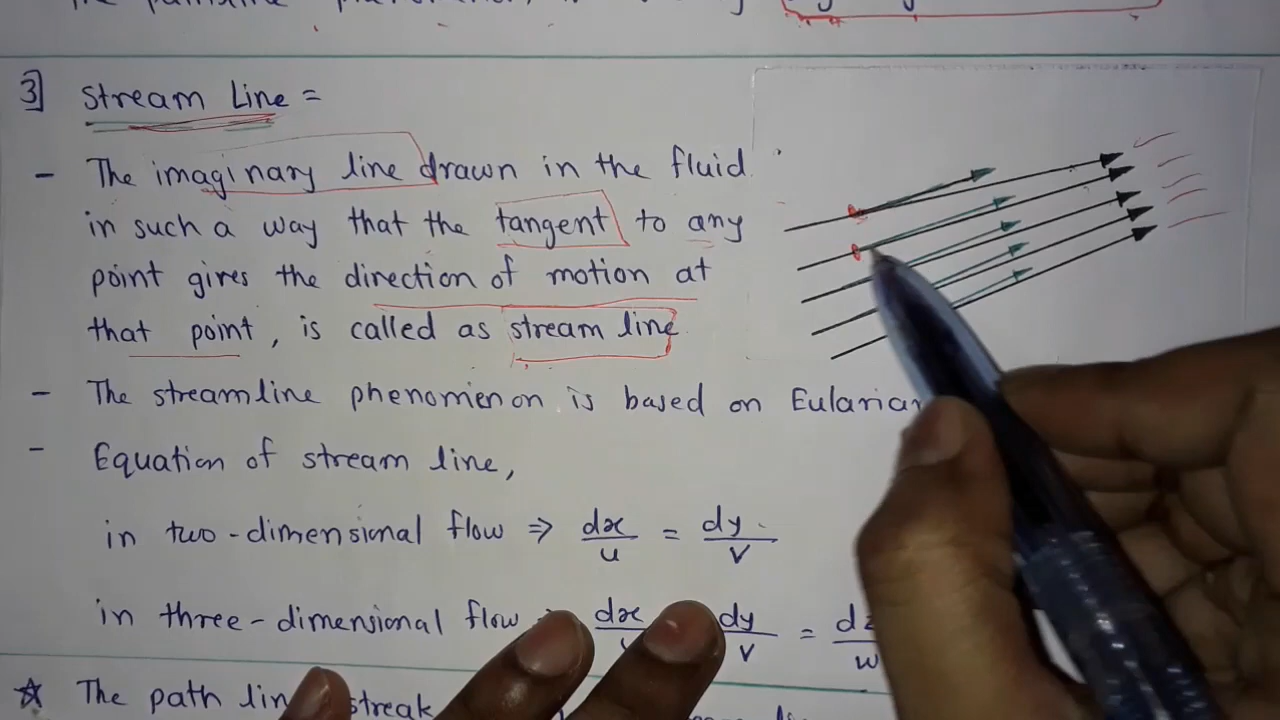 3] Stream Line =
- The imaginary line drawn in the fluid
in such a way that the tangent to any
point gives the direction of motion at
that point, is called as stream line
- The streamline phenomenon is based on Eularian
- Equation of stream line,
in two-dimensional flow ⇒ dx/u = dy/v
in three-dimensional flow dx dy/v = d w
☆ The path streak